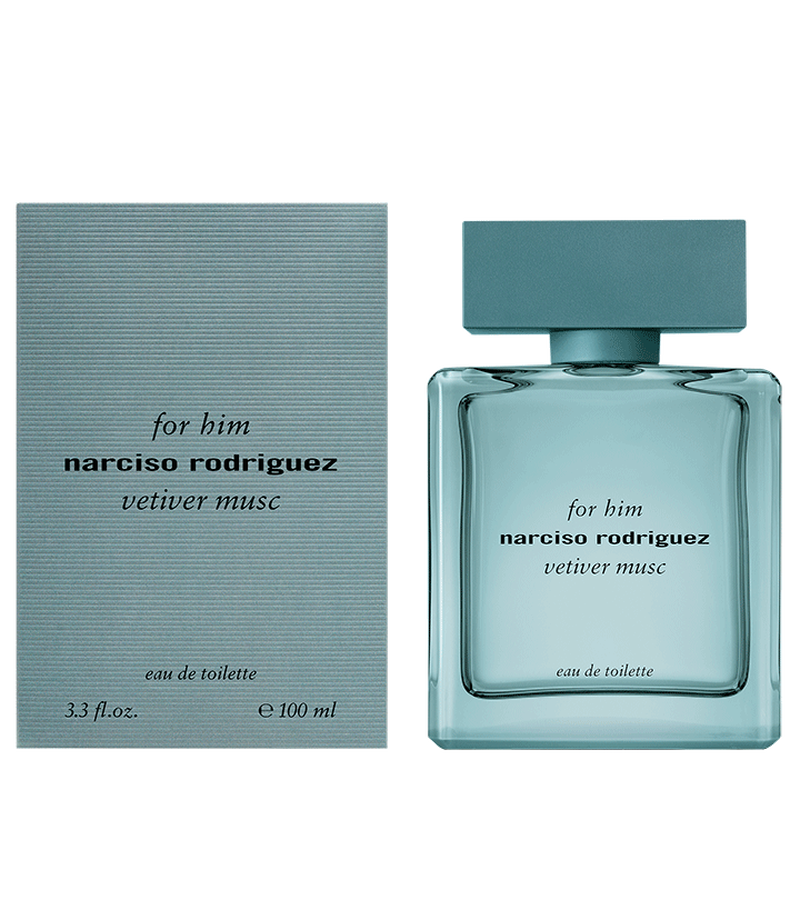 for him
narciso rodriguez
vetiver musc
eau de toilette
3.3 fl.oz. ℮ 100 ml
for him
narciso rodriguez
vetiver musc
eau de toilette